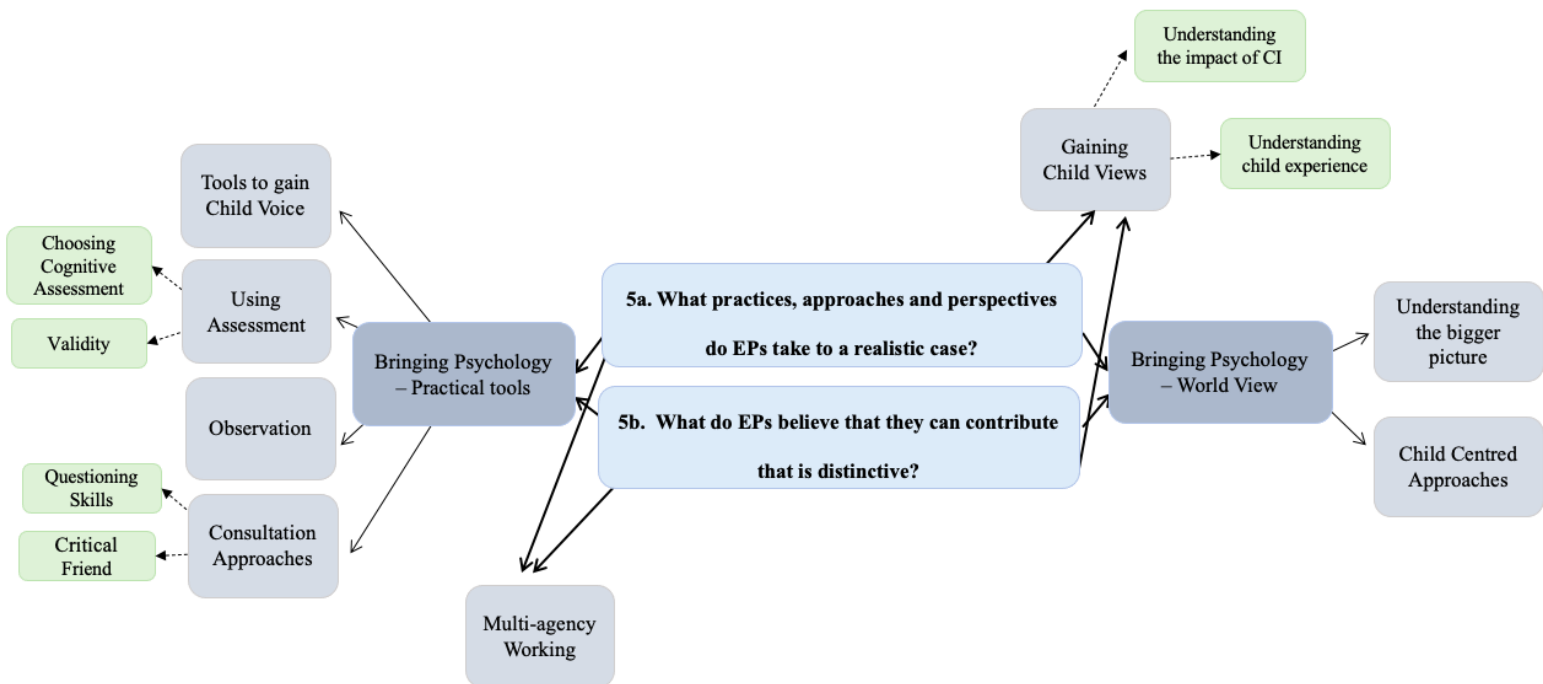 Understanding
the impact of CI
Gaining
Child Views
Understanding
child experience
Tools to gain
Child Voice
Choosing
Cognitive
Assessment
Using
Assessment
Validity
Bringing Psychology
– Practical tools
Observation
Questioning
Skills
Consultation
Approaches
Critical
Friend
5a. What practices, approaches and perspectives
do EPs take to a realistic case?
5b. What do EPs believe that they can contribute
that is distinctive?
Multi-agency
Working
Bringing Psychology
– World View
Understanding
the bigger
picture
Child Centred
Approaches